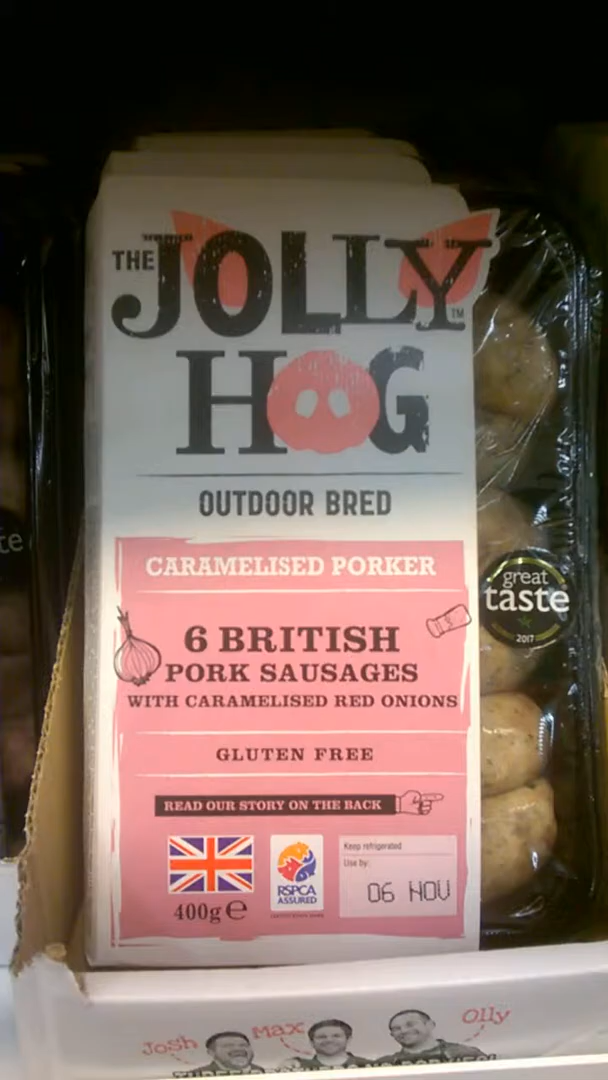 THE JOLLY
HOG
TM
OUTDOOR BRED
CARAMELISED PORKER
6 BRITISH
PORK SAUSAGES
WITH CARAMELISED RED ONIONS
GLUTEN FREE
READ OUR STORY ON THE BACK
400g e
RSPCA
ASSURED
Keep refrigerated
Use by:
06 NOV
great
taste
2017
te
Josh
Max
Olly